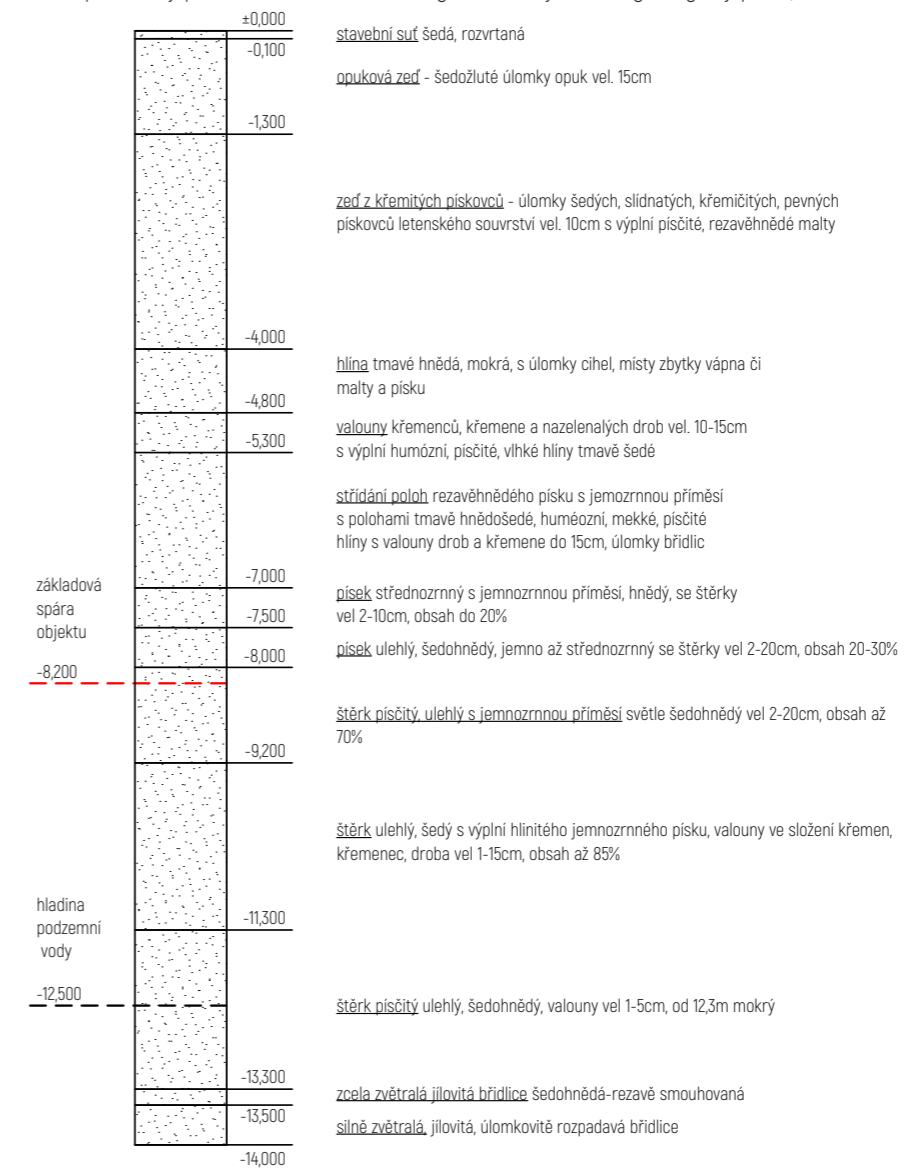 ±0,000
stavební suť šedá, rozvrtaná
-0,100
opuková zeď - šedožluté úlomky opuk vel. 15cm
-1,300
zeď z křemitých pískovců - úlomky šedých, slídnatých, křemičitých, pevných
pískovců letenského souvrství vel. 10cm s výplní písčité, rezavěhnědé malty
-4,000
hlína tmavé hnědá, mokrá, s úlomky cihel, místy zbytky vápna či
malty a písku
-4,800
valouny křemenců, křemene a nazelenalých drob vel. 10-15cm
-5,300
s výplní humózní, písčité, vlhké hlíny tmavě šedé
střídání poloh rezavěhnědého písku s jemozrnnou příměsí
s polohami tmavě hnědošedé, huméozní, mekké, písčité
hlíny s valouny drob a křemene do 15cm, úlomky břidlic
-7,000
základová
spára
objektu
-8,200
písek střednozrnný s jemnozrnnou příměsí, hnědý, se štěrky
vel 2-10cm, obsah do 20%
-7,500
písek ulehlý, šedohnědý, jemno až střednozrnný se štěrky vel 2-20cm, obsah 20-30%
-8,000
štěrk písčitý, ulehlý s jemnozrnnou příměsí světle šedohnědý vel 2-20cm, obsah až
70%
-9,200
štěrk ulehlý, šedý s výplní hlinitého jemnozrnného písku, valouny ve složení křemen,
křemenec, droba vel 1-15cm, obsah až 85%
-11,300
hladina
podzemní
vody
-12,500
štěrk písčitý ulehlý, šedohnědý, valouny vel 1-5cm, od 12,3m mokrý
-13,300
zcela zvětralá jílovitá břidlice šedohnědá-rezavě smouhovaná
-13,500
silně zvětralá, jílovitá, úlomkovitě rozpadavá břidlice
-14,000